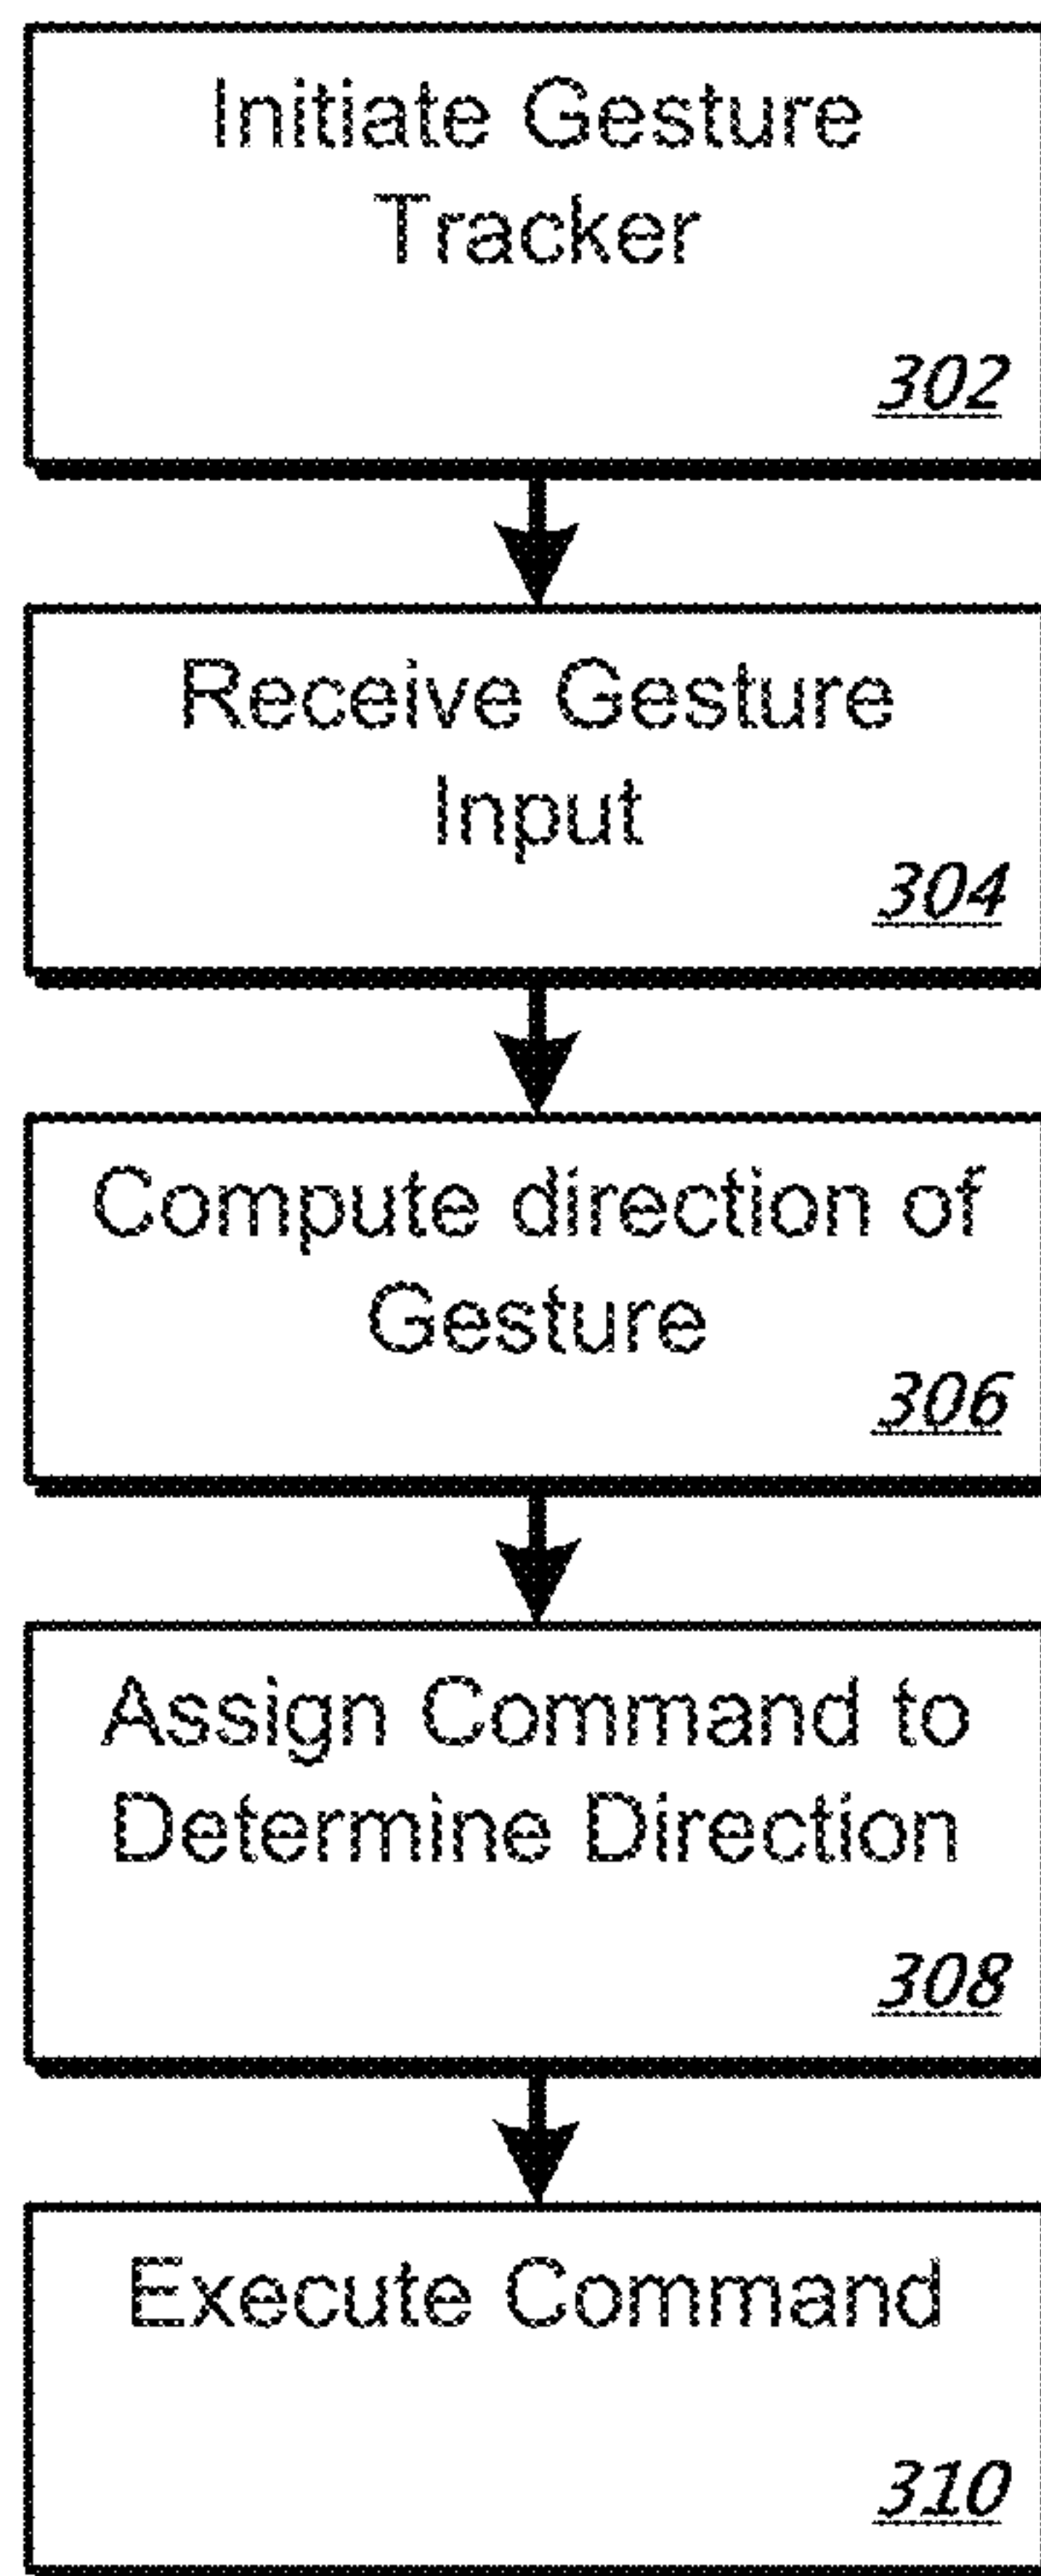 Initiate Gesture
Tracker
302
Receive Gesture
Input
304
Compute direction of
Gesture
306
Assign Command to
Determine Direction
308
Execute Command
310